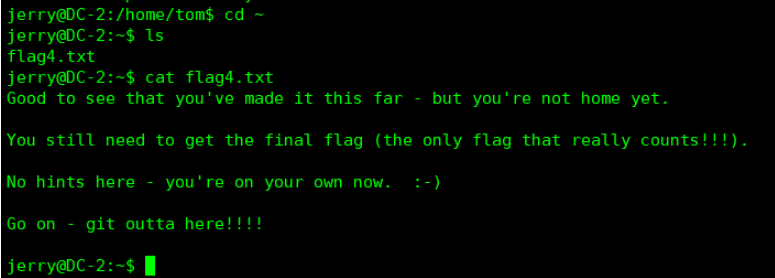 jerry@DC-2:/home/tom$ cd ~
jerry@DC-2:~$ ls
flag4.txt
jerry@DC-2:~$ cat flag4.txt
Good to see that you've made it this far - but you're not home yet.
You still need to get the final flag (the only flag that really counts!!!).
No hints here - you're on your own now.  :-)
Go on - git outta here!!!!
jerry@DC-2:~$